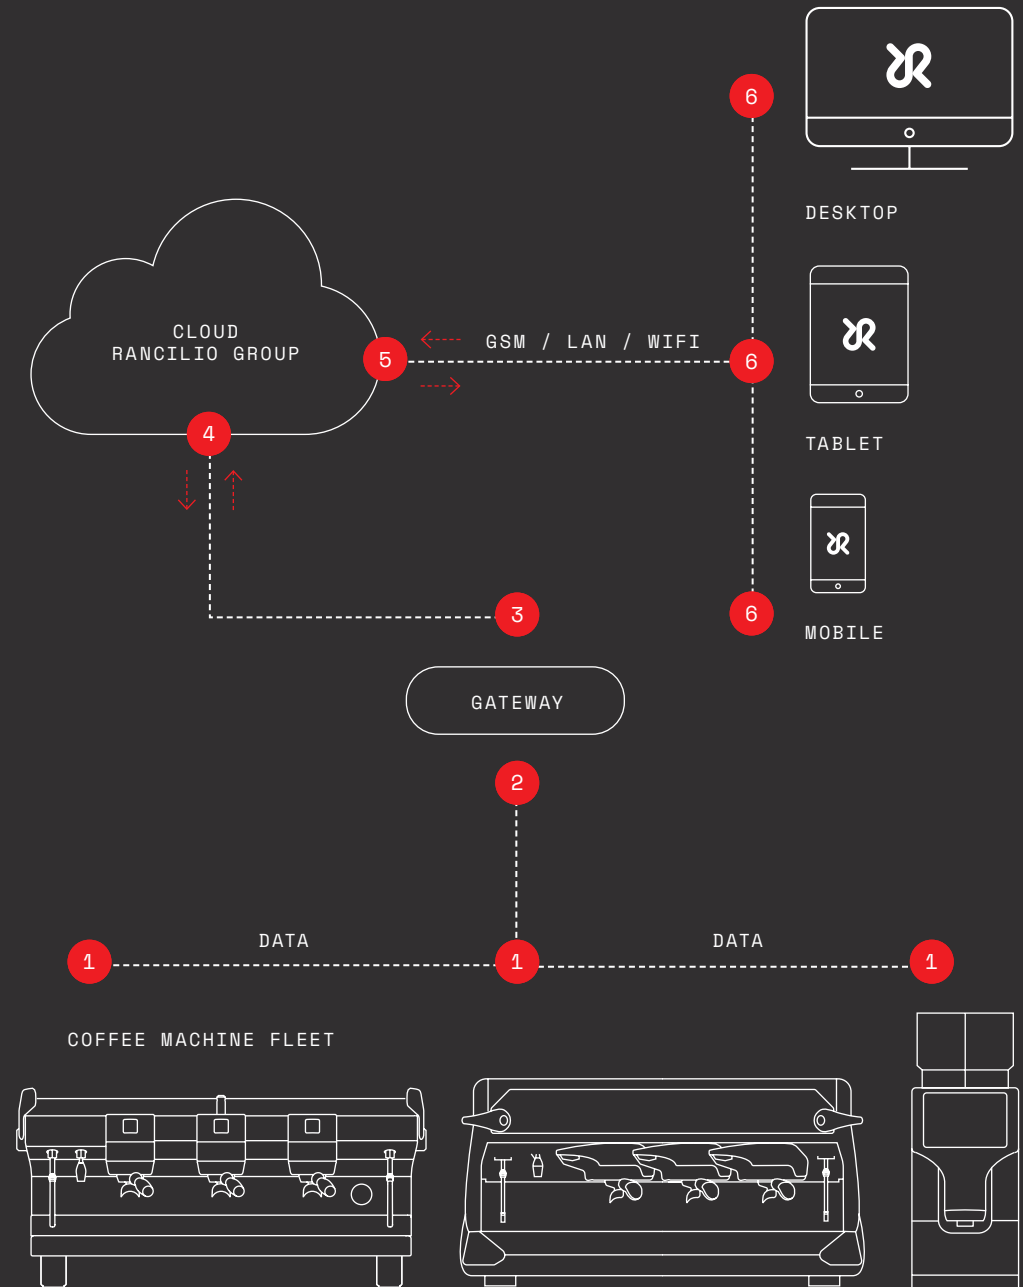 6
DESKTOP
CLOUD
RANCILIO GROUP
5
GSM / LAN / WIFI
6
4
TABLET
3
6
MOBILE
GATEWAY
2
DATA
DATA
1
1
1
COFFEE MACHINE FLEET